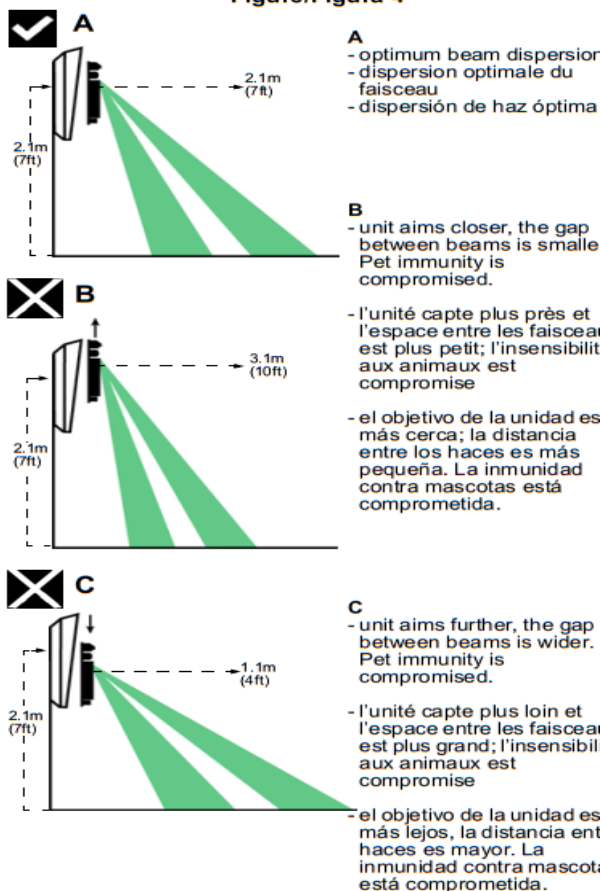 A
2.1m
(7ft)
2.1m
(7ft)
A
- optimum beam dispersion
- dispersion optimale du
faisceau
- dispersión de haz óptima
B
3.1m
(10ft)
2.1m
(7ft)
B
- unit aims closer, the gap
between beams is smaller
Pet immunity is
compromised.
- l'unité capte plus près et
l'espace entre les faisceau
est plus petit; l'insensibilit
aux animaux est
compromise
- el objetivo de la unidad es
más cerca; la distancia
entre los haces es más
pequeña. La inmunidad
contra mascotas está
comprometida.
C
1.1m
(4ft)
2.1m
(7ft)
C
- unit aims further, the gap
between beams is wider.
Pet immunity is
compromised.
- l'unité capte plus loin et
l'espace entre les faisceau
est plus grand; l'insensibili
aux animaux est
compromise
- el objetivo de la unidad es
más lejos, la distancia ent
haces es mayor. La
inmunidad contra mascota
está comprometida.